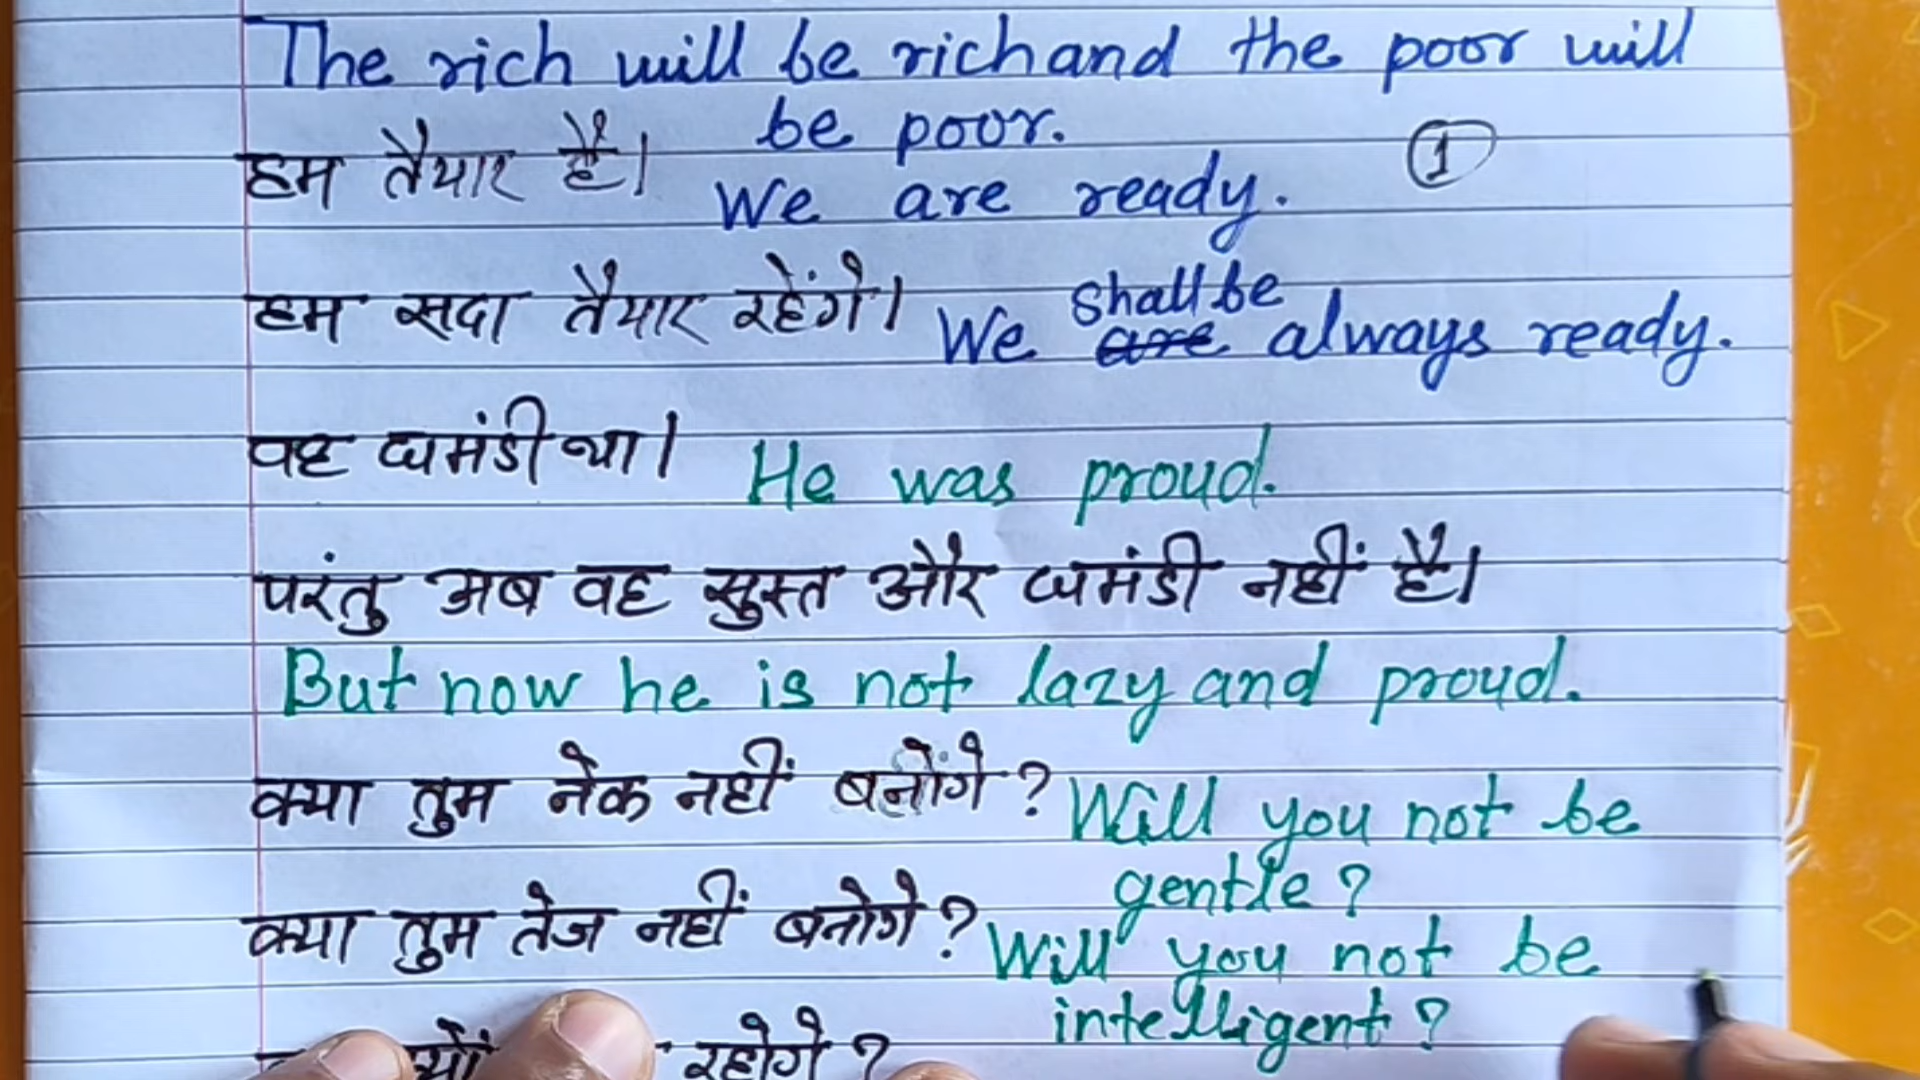 The rich will be rich and the poor will
be poor.
हम तैयार हैं। We are ready. 1
हम सदा तैयार रहेंगे। We are shall be always ready.
वह घमंडी था। He was proud.
परंतु अब वह सुस्त और घमंडी नहीं है।
But now he is not lazy and proud.
क्या तुम नेक नहीं बनोगे? Will you not be
gentle?
क्या तुम तेज नहीं बनोगे? Will you not be
intelligent?
रहोगे?